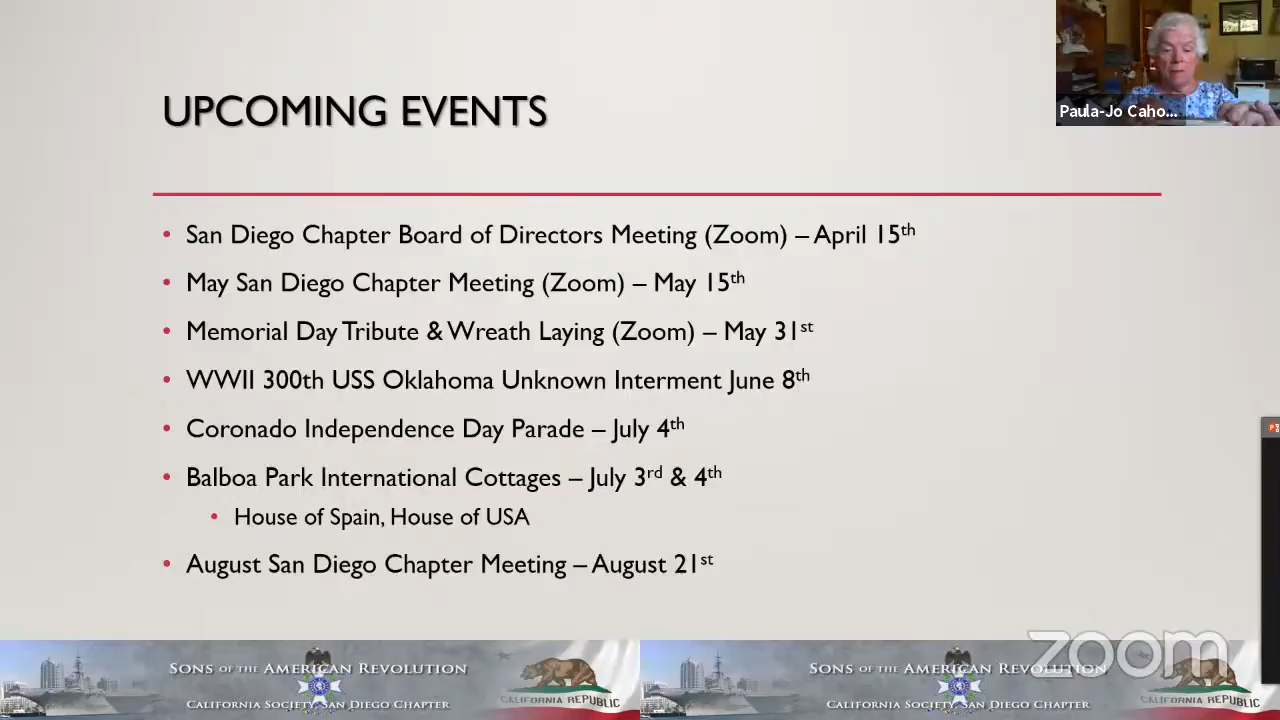 UPCOMING EVENTS
Paula-Jo Caho...
• San Diego Chapter Board of Directors Meeting (Zoom) – April 15th
• May San Diego Chapter Meeting (Zoom) – May 15th
• Memorial Day Tribute & Wreath Laying (Zoom) – May 31st
• WWII 300th USS Oklahoma Unknown Interment June 8th
• Coronado Independence Day Parade – July 4th
• Balboa Park International Cottages – July 3rd & 4th
• House of Spain, House of USA
• August San Diego Chapter Meeting – August 21st
zoom
SONS OF THE AMERICAN REVOLUTION
CALIFORNIA SOCIETY SAN DIEGO CHAPTER
CALIFORNIA REPUBLIC
SONS OF THE AMERICAN REVOLUTION
CALIFORNIA SOCIETY SAN DIEGO CHAPTER
CALIFORNIA REPUBLIC